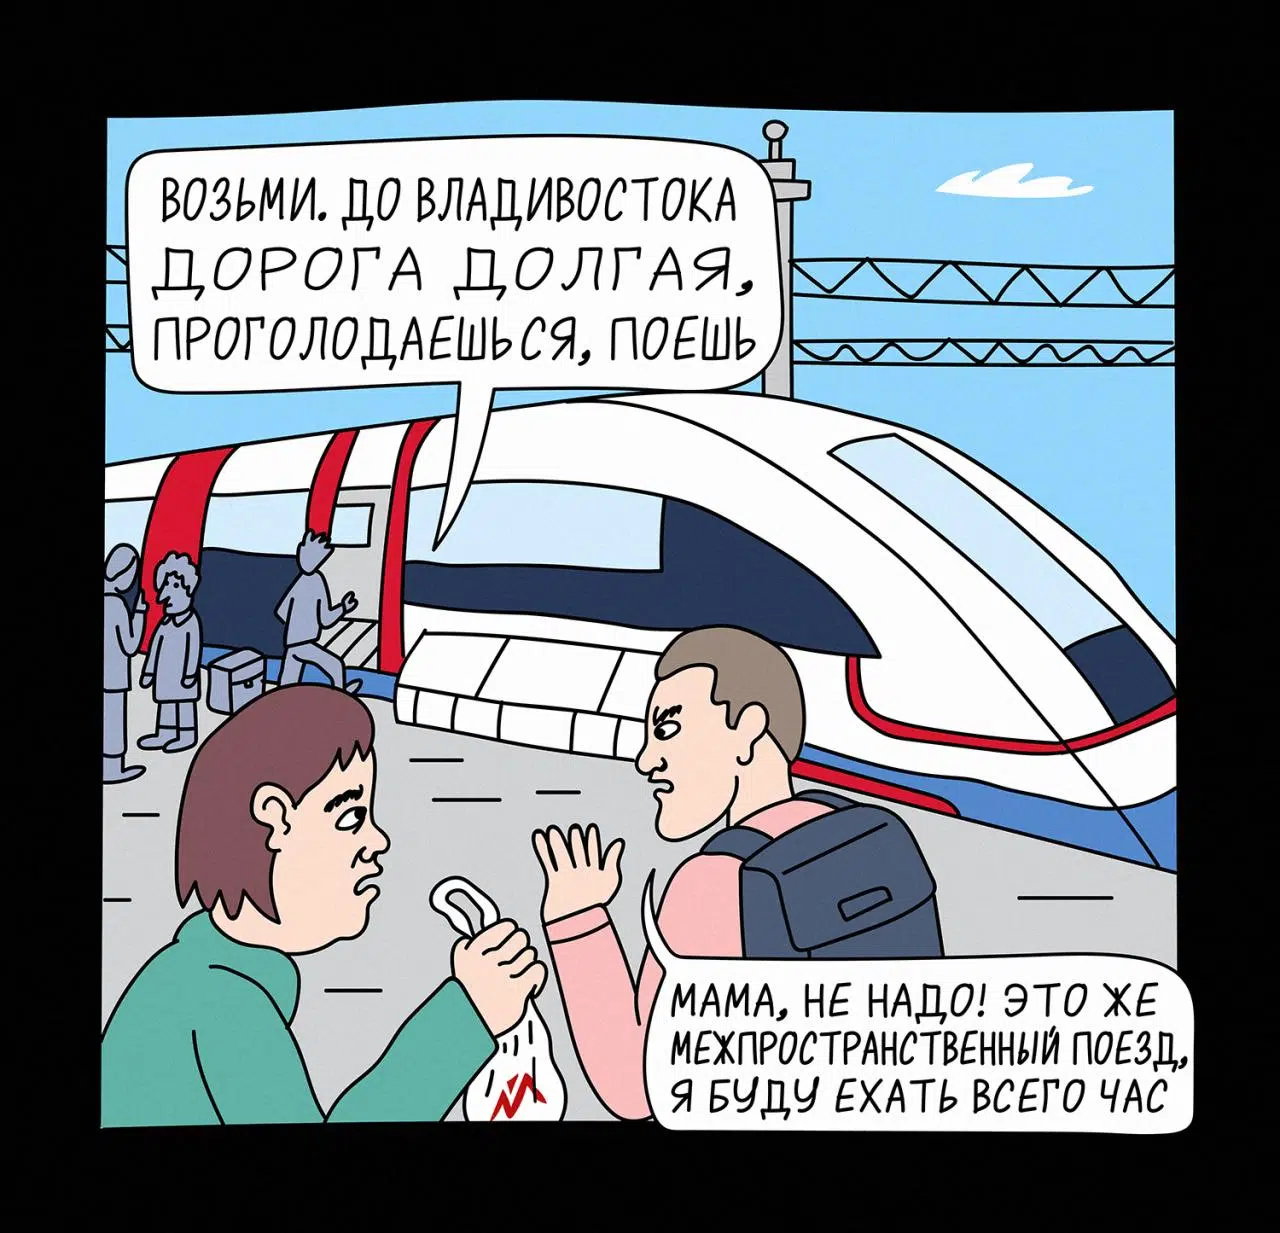 ВОЗЬМИ. ДО ВЛАДИВОСТОКА
ДОРОГА ДОЛГАЯ,
ПРОГОЛОДАЕШЬСЯ, ПОЕШЬ
МАМА, НЕ НАДО! ЭТО ЖЕ
МЕЖПРОСТРАНСТВЕННЫЙ ПОЕЗД,
Я БУДУ ЕХАТЬ ВСЕГО ЧАС